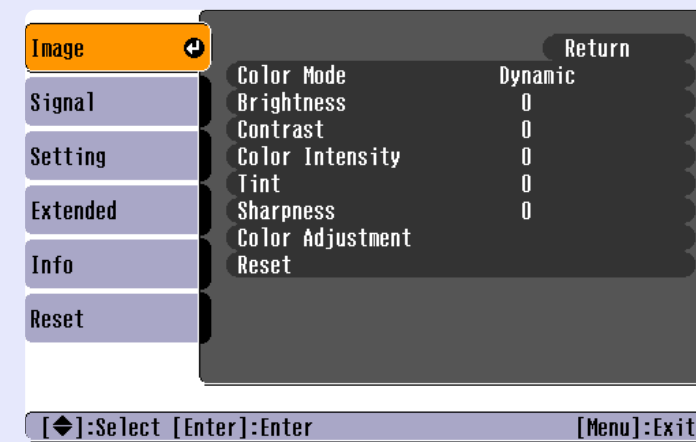 Image
Signal
Setting
Extended
Info
Reset
Return
Color Mode Dynamic
Brightness 0
Contrast 0
Color Intensity 0
Tint 0
Sharpness 0
Color Adjustment
Reset
[◆]:Select [Enter]:Enter [Menu]:Exit